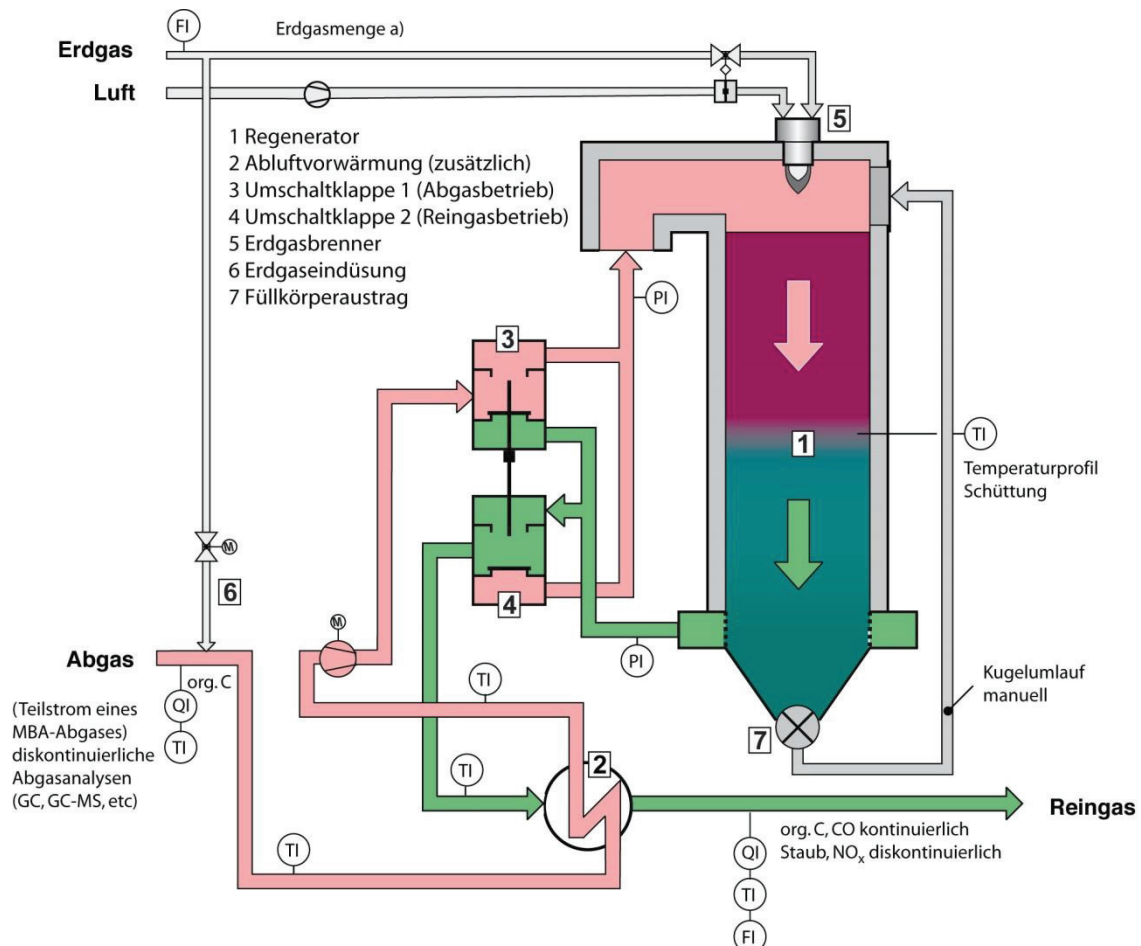 FI
Erdgasmenge a)
Erdgas
Luft
5
1 Regenerator
2 Abluftvorwärmung (zusätzlich)
3 Umschaltklappe 1 (Abgasbetrieb)
4 Umschaltklappe 2 (Reingasbetrieb)
5 Erdgasbrenner
6 Erdgaseindüsung
7 Füllkörperaustrag
PI
3
1
TI
Temperaturprofil
Schüttung
M
6
4
M
PI
Abgas
org. C
QI
TI
(Teilstrom eines
MBA-Abgases)
diskontinuierliche
Abgasanalysen
(GC, GC-MS, etc)
TI
Kugelumlauf
manuell
7
2
TI
Reingas
TI
org. C, CO kontinuierlich
Staub, NOₓ diskontinuierlich
QI
TI
FI